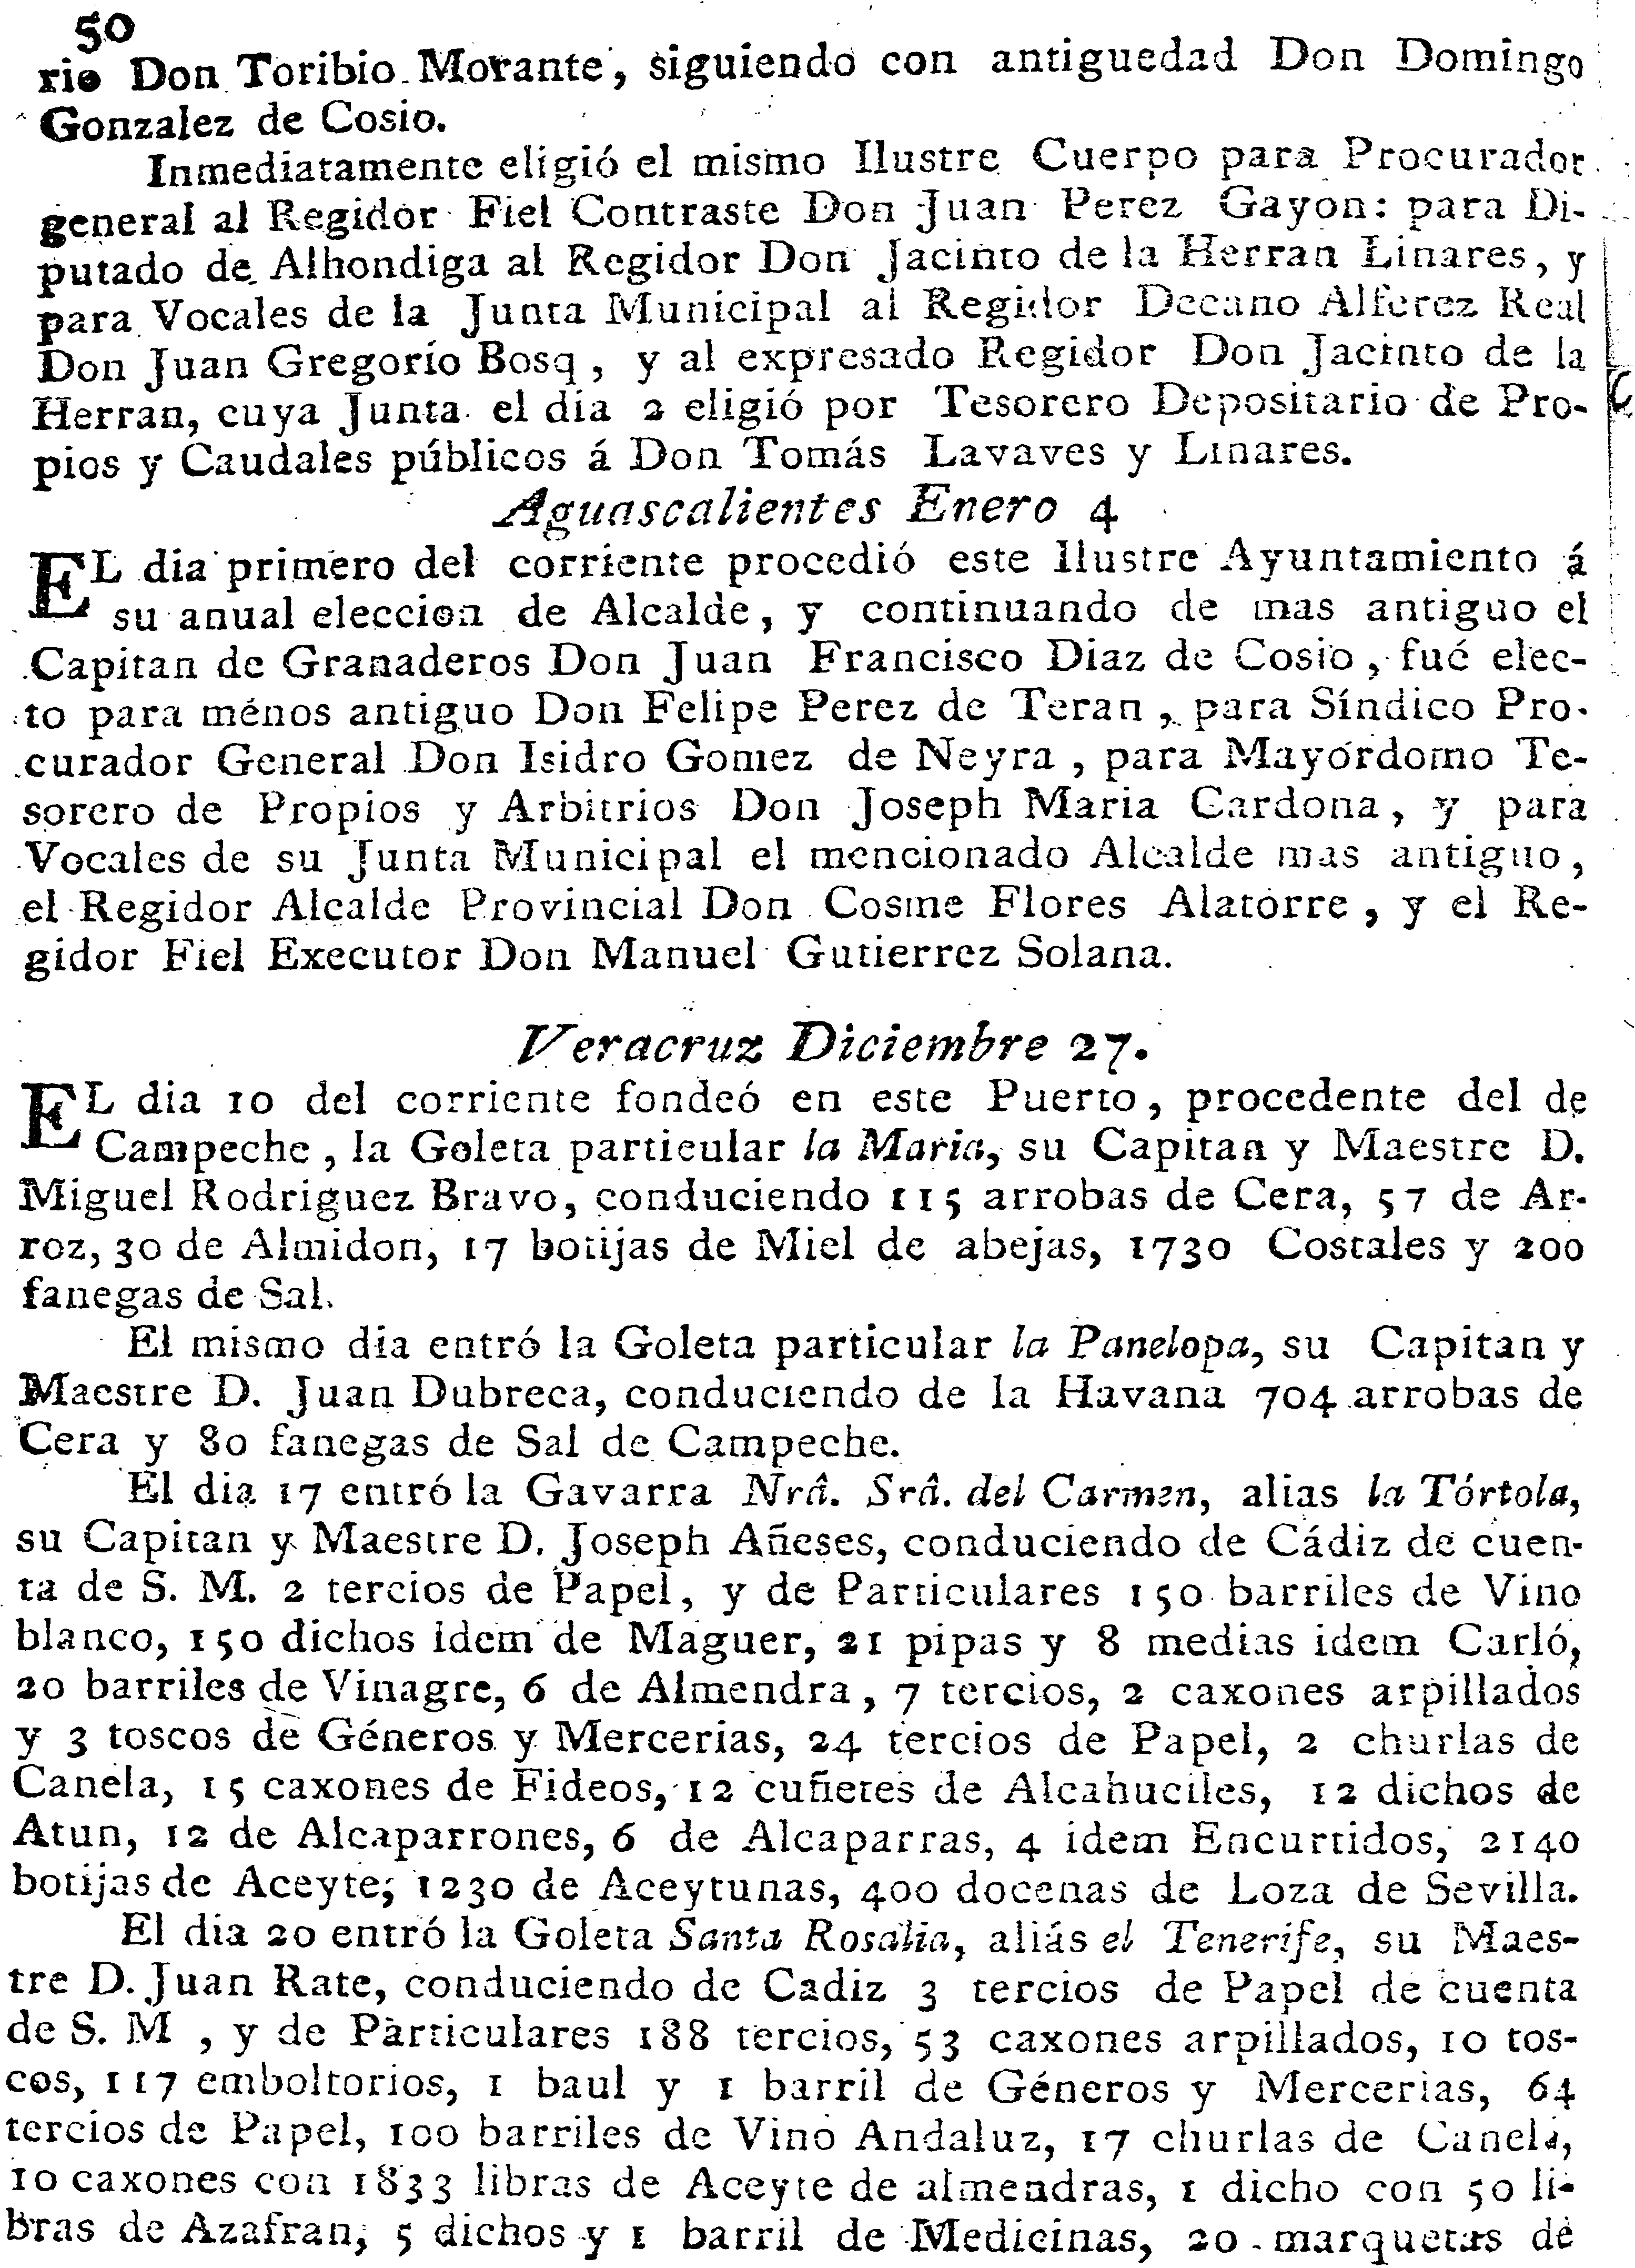 50
rio Don Toribio Morante, siguiendo con antiguedad Don Domingo
Gonzalez de Cosio.
Inmediatamente eligió el mismo Ilustre Cuerpo para Procurador
general al Regidor Fiel Contraste Don Juan Perez Gayon: para Di-
putado de Alhondiga al Regidor Don Jacinto de la Herran Linares, y
para Vocales de la Junta Municipal al Regidor Decano Alferez Real
Don Juan Gregorio Bosq, y al expresado Regidor Don Jacinto de la
Herran, cuya Junta el dia 2 eligió por Tesorero Depositario de Pro-
pios y Caudales públicos á Don Tomás Lavaves y Linares.
Aguascalientes Enero 4
EL dia primero del corriente procedió este Ilustre Ayuntamiento á
su anual eleccion de Alcalde, y continuando de mas antiguo el
Capitan de Granaderos Don Juan Francisco Diaz de Cosio, fué elec-
to para ménos antiguo Don Felipe Perez de Teran, para Síndico Pro-
curador General Don Isidro Gomez de Neyra, para Mayordomo Te-
sorero de Propios y Arbitrios Don Joseph Maria Cardona, y para
Vocales de su Junta Municipal el mencionado Alcalde mas antiguo,
el Regidor Alcalde Provincial Don Cosme Flores Alatorre, y el Re-
gidor Fiel Executor Don Manuel Gutierrez Solana.
Veracruz Diciembre 27.
EL dia 10 del corriente fondeó en este Puerto, procedente del de
Campeche, la Goleta particular la Maria, su Capitan y Maestre D.
Miguel Rodriguez Bravo, conduciendo 115 arrobas de Cera, 57 de Ar-
roz, 30 de Almidon, 17 botijas de Miel de abejas, 1730 Costales y 200
fanegas de Sal.
El mismo dia entró la Goleta particular la Panelopa, su Capitan y
Maestre D. Juan Dubreca, conduciendo de la Havana 704 arrobas de
Cera y 80 fanegas de Sal de Campeche.
El dia 17 entró la Gavarra Nrâ. Srâ. del Carmen, alias la Tórtola,
su Capitan y Maestre D. Joseph Añeses, conduciendo de Cádiz de cuen-
ta de S. M. 2 tercios de Papel, y de Particulares 150 barriles de Vino
blanco, 150 dichos idem de Maguer, 21 pipas y 8 medias idem Carló,
20 barriles de Vinagre, 6 de Almendra, 7 tercios, 2 caxones arpillados
y 3 toscos de Géneros y Mercerias, 24 tercios de Papel, 2 churlas de
Canela, 15 caxones de Fideos, 12 cuñetes de Alcahuciles, 12 dichos de
Atun, 12 de Alcaparrones, 6 de Alcaparras, 4 idem Encurtidos, 2140
botijas de Aceyte; 1230 de Aceytunas, 400 docenas de Loza de Sevilla.
El dia 20 entró la Goleta Santa Rosalia, aliás el Tenerife, su Maes-
tre D. Juan Rate, conduciendo de Cadiz 3 tercios de Papel de cuenta
de S. M , y de Particulares 188 tercios, 53 caxones arpillados, 10 tos-
cos, 117 emboltorios, 1 baul y 1 barril de Géneros y Mercerias, 64
tercios de Papel, 100 barriles de Vino Andaluz, 17 churlas de Canela,
10 caxones con 1833 libras de Aceyte de almendras, 1 dicho con 50 li-
bras de Azafran, 5 dichos y 1 barril de Medicinas, 20 marquetas de